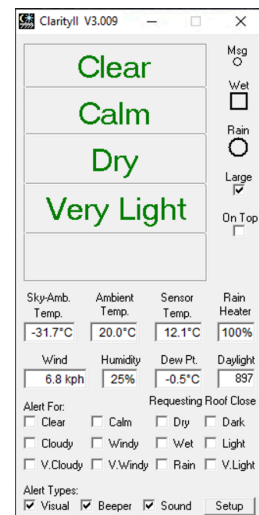 ClarityII V3.009
Clear
Calm
Dry
Very Light
Msg
Wet
Rain
Large
On Top
Sky-Amb. Temp. Ambient Temp. Sensor Temp. Rain Heater
-31.7°C 20.0°C 12.1°C 100%
Wind Humidity Dew Pt. Daylight
6.8 kph 25% -0.5°C 897
Alert For: Requesting Roof Close
Clear Calm Dry Dark
Cloudy Windy Wet Light
V.Cloudy V.Windy Rain V.Light
Alert Types:
Visual Beeper Sound Setup